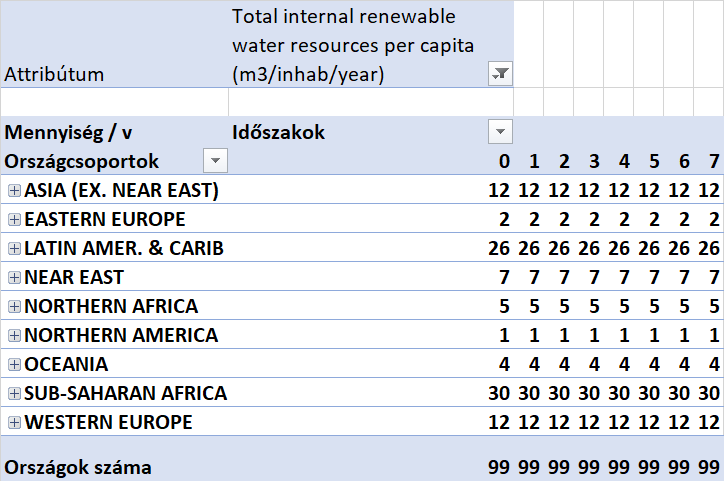 Total internal renewable
water resources per capita
Attribútum (m3/inhab/year)
Mennyiség / v Időszakok
Országcsoportok 0 1 2 3 4 5 6 7
ASIA (EX. NEAR EAST) 12 12 12 12 12 12 12 12
EASTERN EUROPE 2 2 2 2 2 2 2 2
LATIN AMER. & CARIB 26 26 26 26 26 26 26 26
NEAR EAST 7 7 7 7 7 7 7 7
NORTHERN AFRICA 5 5 5 5 5 5 5 5
NORTHERN AMERICA 1 1 1 1 1 1 1 1
OCEANIA 4 4 4 4 4 4 4 4
SUB-SAHARAN AFRICA 30 30 30 30 30 30 30 30
WESTERN EUROPE 12 12 12 12 12 12 12 12
Országok száma 99 99 99 99 99 99 99 99